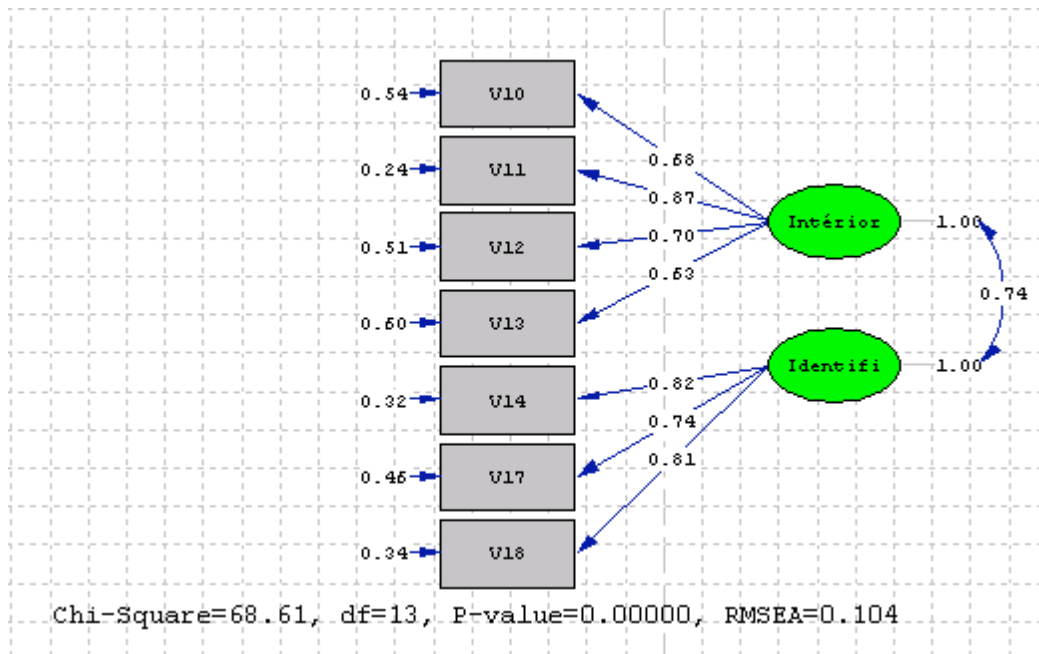 0.54 V10
0.68
0.24 V11
0.87
Intérior 1.00
0.51 V12
0.70
0.63
0.74
0.60 V13
Identifi 1.00
0.82
0.32 V14
0.74
0.81
0.46 V17
0.34 V18
Chi-Square=68.61, df=13, P-value=0.00000, RMSEA=0.104